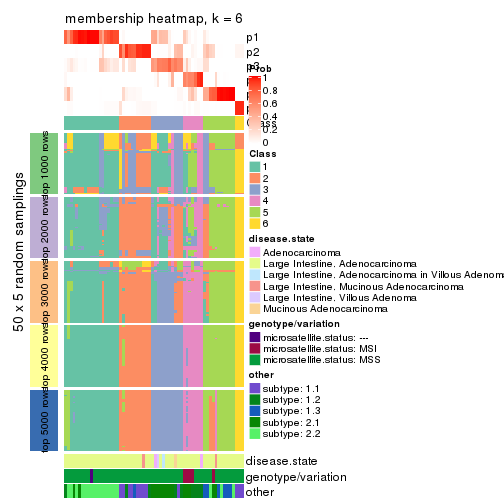 membership heatmap, k = 6
p1
p2
p3
Prob
1
0.8
0.6
0.4
0.2
0
Class
Class
1
2
3
4
5
6
50 x 5 random samplings
top 1000 rows
top 2000 rows
top 3000 rows
top 4000 rows
top 5000 rows
disease.state
Adenocarcinoma
Large Intestine. Adenocarcinoma
Large Intestine. Adenocarcinoma in Villous Adenoma
Large Intestine. Mucinous Adenocarcinoma
Large Intestine. Villous Adenoma
Mucinous Adenocarcinoma
genotype/variation
microsatellite.status: ---
microsatellite.status: MSI
microsatellite.status: MSS
other
subtype: 1.1
subtype: 1.2
subtype: 1.3
subtype: 2.1
subtype: 2.2
disease.state
genotype/variation
other